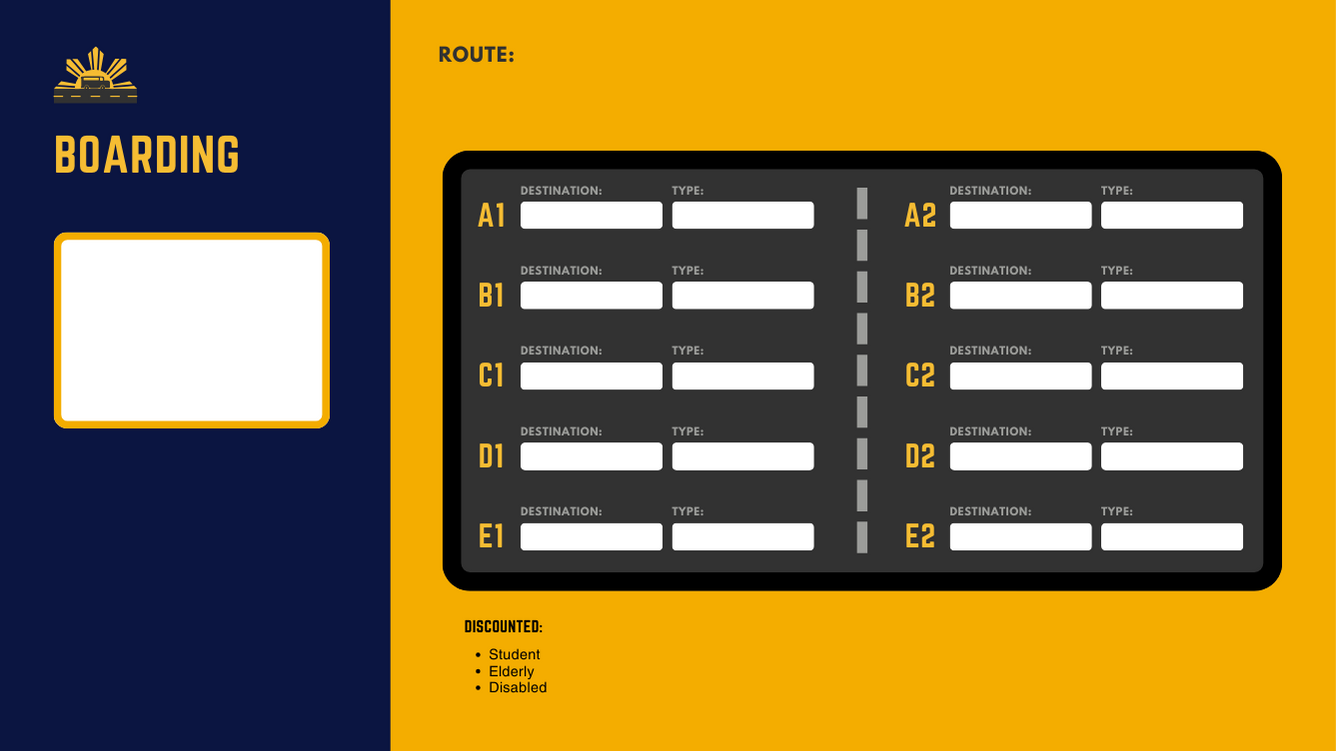 BOARDING
ROUTE:
DESTINATION: TYPE: DESTINATION: TYPE:
A1 A2
DESTINATION: TYPE: DESTINATION: TYPE:
B1 B2
DESTINATION: TYPE: DESTINATION: TYPE:
C1 C2
DESTINATION: TYPE: DESTINATION: TYPE:
D1 D2
DESTINATION: TYPE: DESTINATION: TYPE:
E1 E2
DISCOUNTED:
• Student
• Elderly
• Disabled